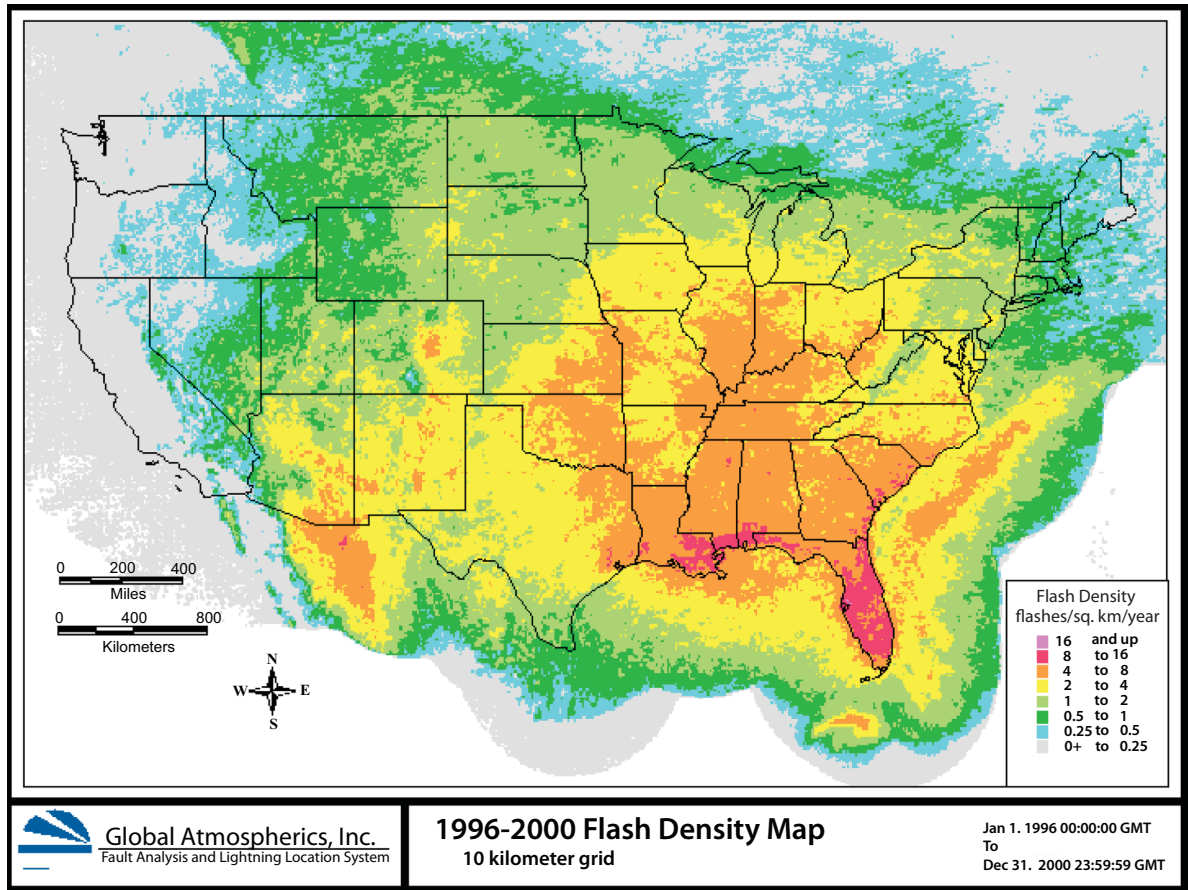 0 200 400
Miles
0 400 800
Kilometers
N
W E
S
Flash Density
flashes/sq. km/year
16 and up
8 to 16
4 to 8
2 to 4
1 to 2
0.5 to 1
0.25 to 0.5
0+ to 0.25
Global Atmospherics, Inc.
Fault Analysis and Lightning Location System
1996-2000 Flash Density Map
10 kilometer grid
Jan 1. 1996 00:00:00 GMT
To
Dec 31. 2000 23:59:59 GMT